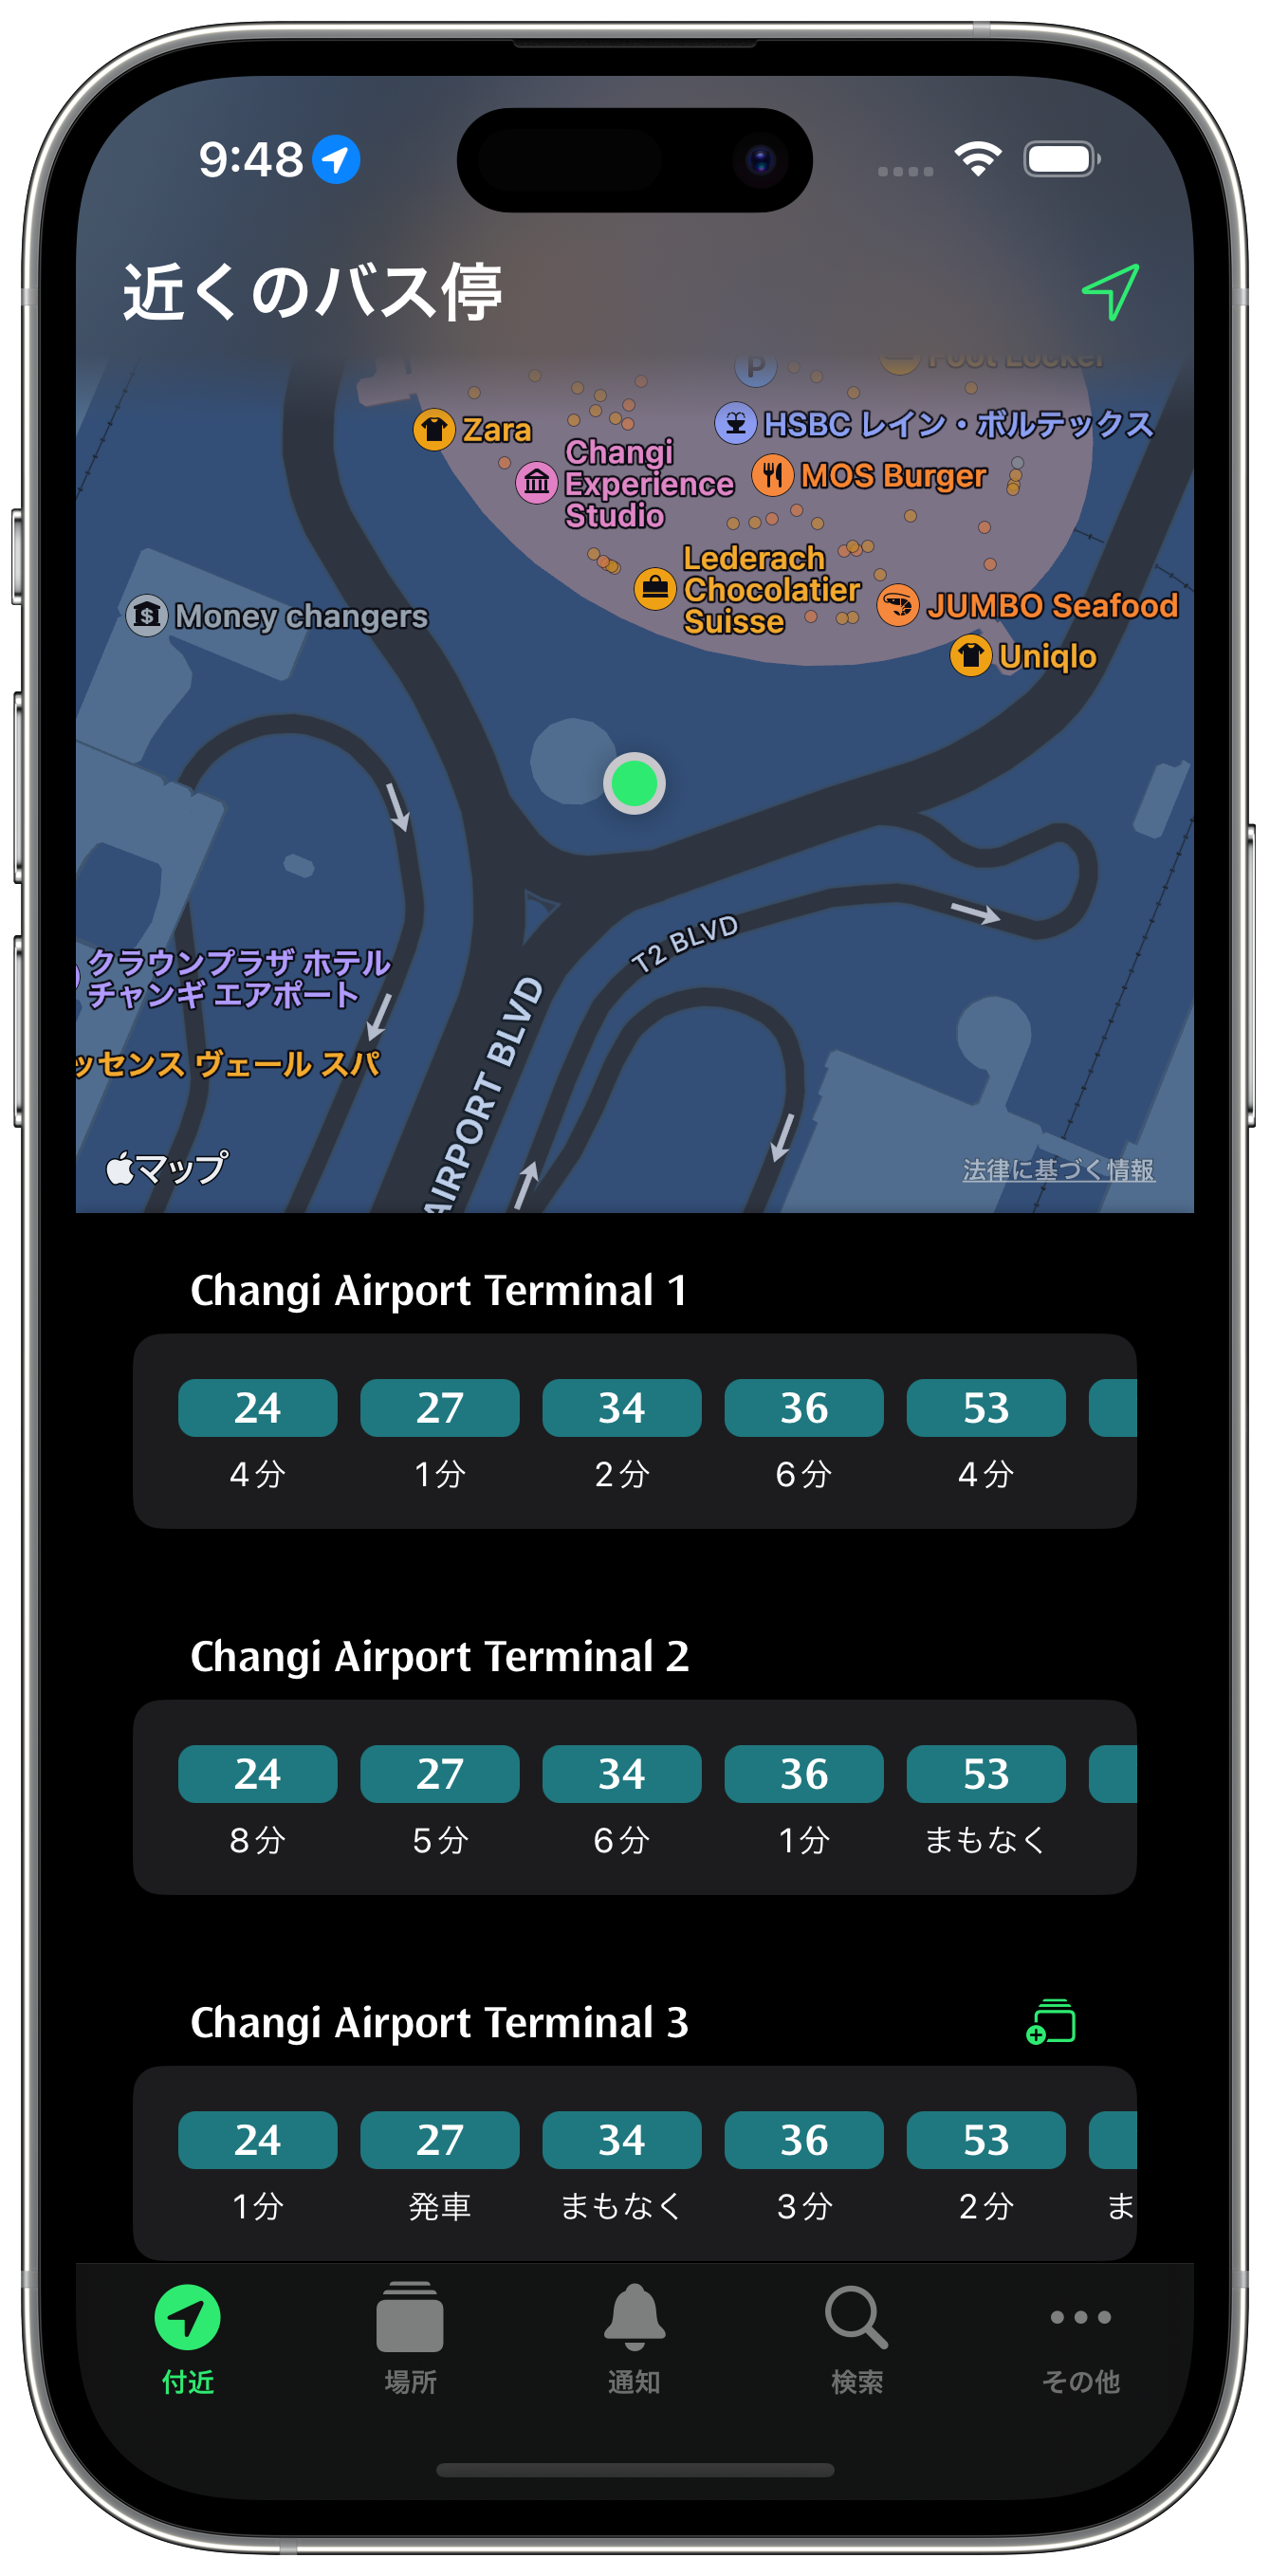 9:48
近くのバス停
P
Foot Locker
Zara
HSBC レイン・ボルテックス
Changi
Experience
Studio
MOS Burger
Lederach
Chocolatier
Suisse
Money changers
JUMBO Seafood
Uniqlo
T2 BLVD
クラウンプラザ ホテル
チャンギ エアポート
AIRPORT BLVD
ッセンス ヴェール スパ
マップ
法律に基づく情報
Changi Airport Terminal 1
24 27 34 36 53
4分 1分 2分 6分 4分
Changi Airport Terminal 2
24 27 34 36 53
8分 5分 6分 1分 まもなく
Changi Airport Terminal 3
24 27 34 36 53
1分 発車 まもなく 3分 2分 ま
付近 場所 通知 検索 その他